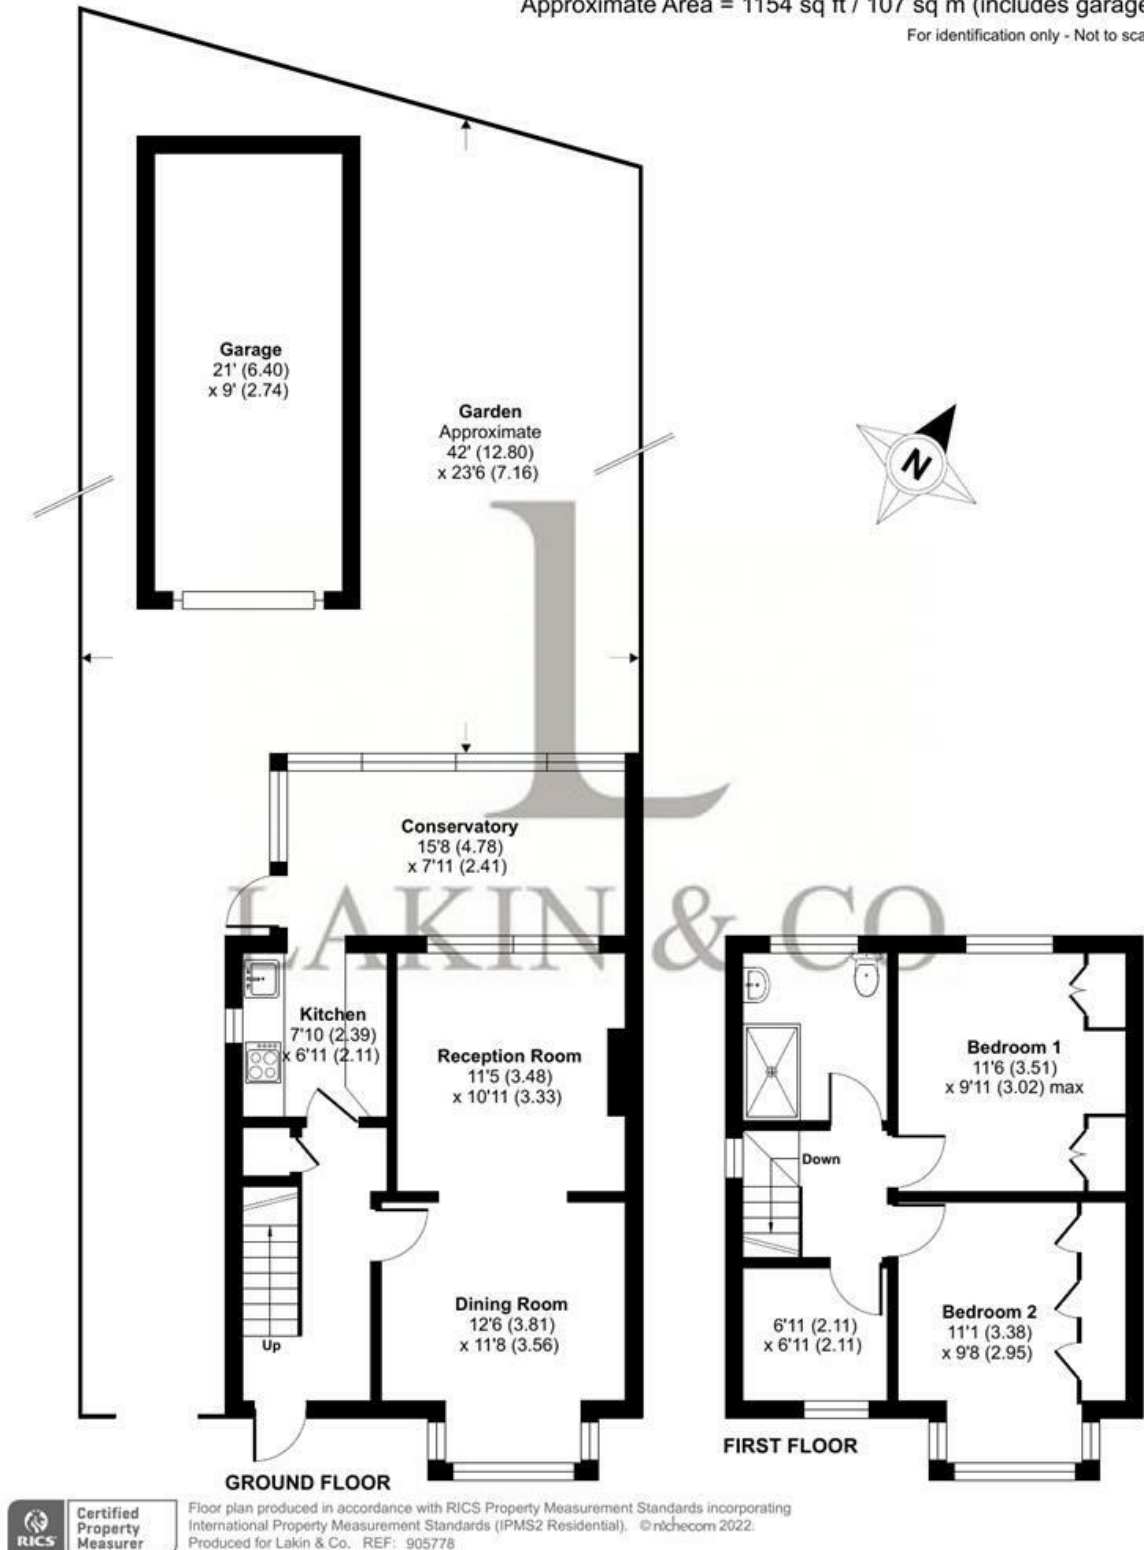 Approximate Area = 1154 sq ft / 107 sq m (includes garage
For identification only - Not to sca
Garage
21' (6.40)
x 9' (2.74)
Garden
Approximate
42' (12.80)
x 23'6 (7.16)
N
L
LAKIN & CO
Conservatory
15'8 (4.78)
x 7'11 (2.41)
Kitchen
7'10 (2.39)
x 6'11 (2.11)
Reception Room
11'5 (3.48)
x 10'11 (3.33)
Dining Room
12'6 (3.81)
x 11'8 (3.56)
Up
GROUND FLOOR
Bedroom 1
11'6 (3.51)
x 9'11 (3.02) max
Down
6'11 (2.11)
x 6'11 (2.11)
Bedroom 2
11'1 (3.38)
x 9'8 (2.95)
FIRST FLOOR
RICS
Certified
Property
Measurer
Floor plan produced in accordance with RICS Property Measurement Standards incorporating
International Property Measurement Standards (IPMS2 Residential). © nichecom 2022.
Produced for Lakin & Co. REF: 905778